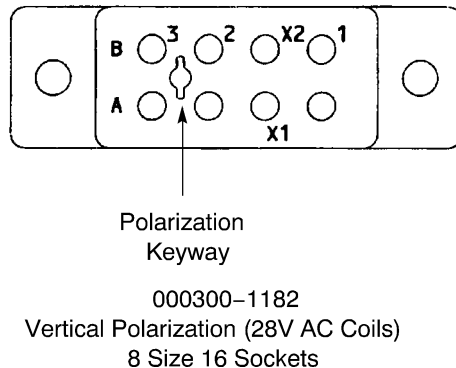 B 3 2 X2 1
A
X1
Polarization
Keyway
000300–1182
Vertical Polarization (28V AC Coils)
8 Size 16 Sockets